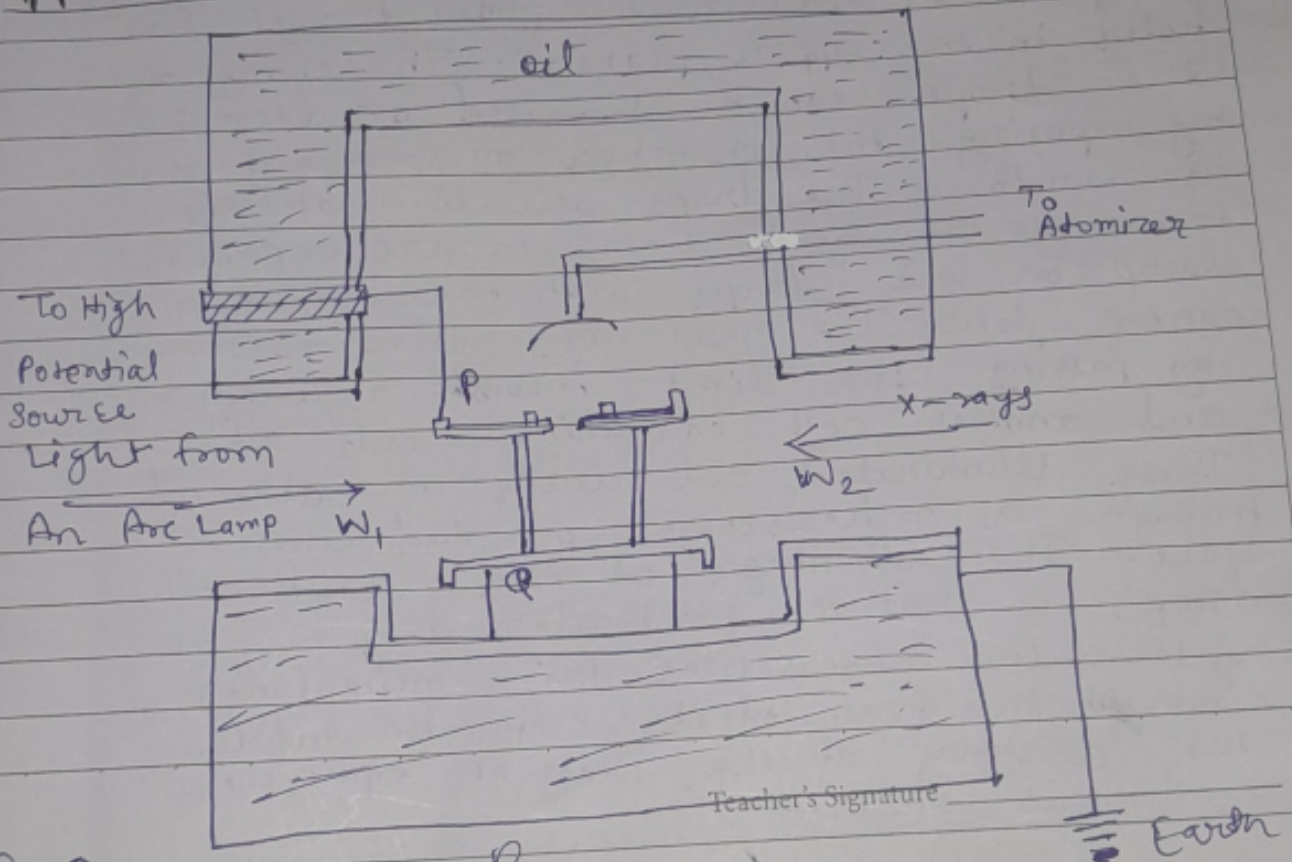 oil
To
Atomizer
To High
Potential
Source
P
x-rays
W2
Light from
An Arc Lamp W1
Q
Teacher's Signature
Earth